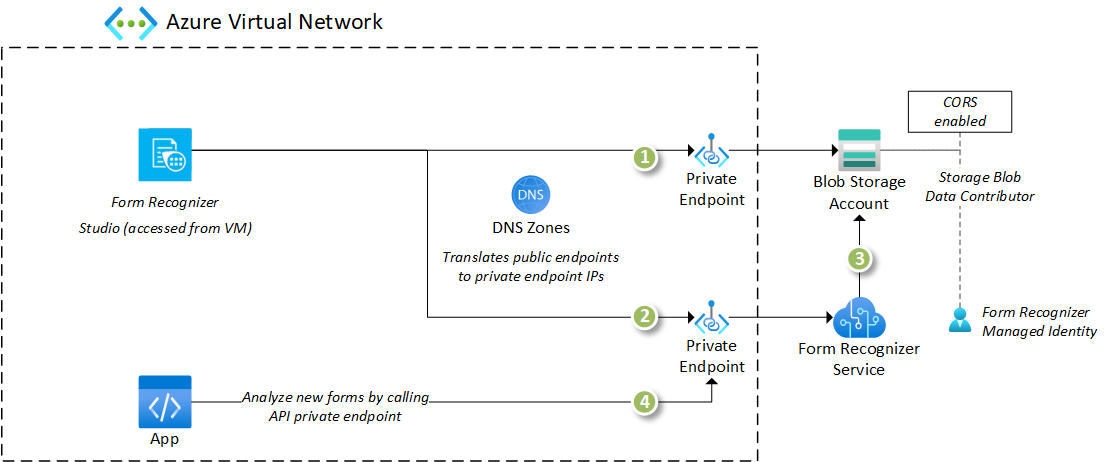 Azure Virtual Network
CORS
enabled
1
Private
Endpoint
Blob Storage
Account
Storage Blob
Data Contributor
Form Recognizer
Studio (accessed from VM)
DNS
DNS Zones
Translates public endpoints
to private endpoint IPs
3
2
Private
Endpoint
Form Recognizer
Service
Form Recognizer
Managed Identity
Analyze new forms by calling
API private endpoint
4
App